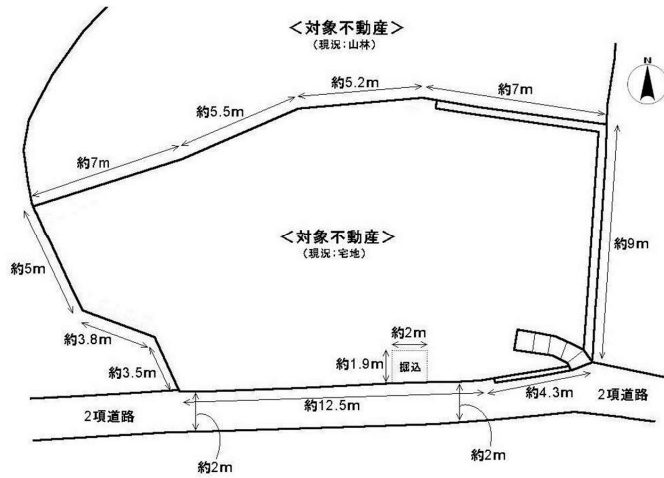 ＜対象不動産＞
（現況：山林）
N
約5.2m
約7m
約5.5m
約7m
＜対象不動産＞
（現況：宅地）
約9m
約5m
約3.8m
約2m
約1.9m
掘込
約3.5m
約12.5m
約4.3m
2項道路
2項道路
約2m
約2m